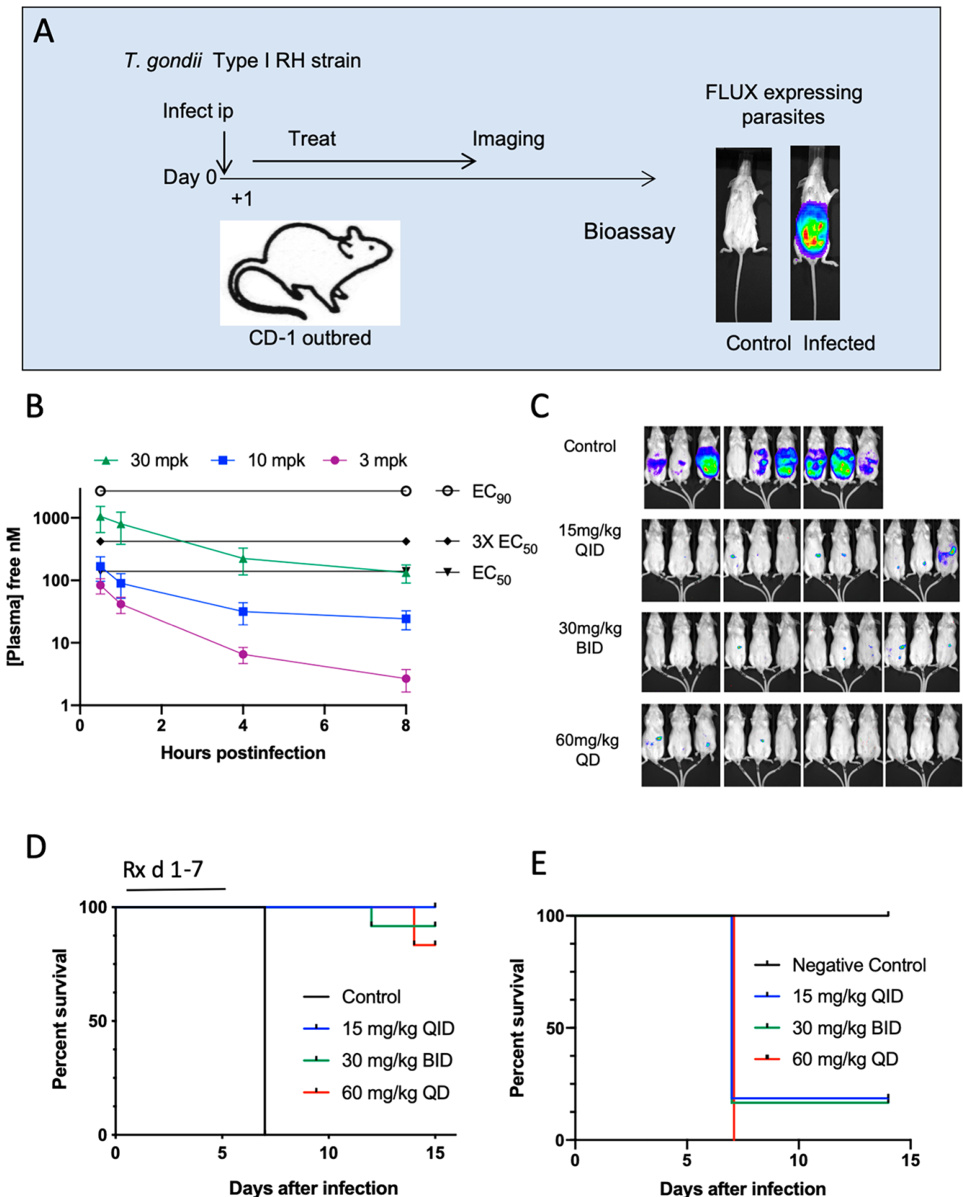 A
T. gondii Type I RH strain
Infect ip
Treat
Imaging
Day 0
+1
CD-1 outbred
Bioassay
FLUX expressing
parasites
Control Infected
B
30 mpk 10 mpk 3 mpk
[Plasma] free nM
1000
100
10
1
EC90
3X EC50
EC50
0 2 4 6 8
Hours postinfection
C
Control
15mg/kg
QID
30mg/kg
BID
60mg/kg
QD
D
Rx d 1-7
Percent survival
100
50
0
Control
15 mg/kg QID
30 mg/kg BID
60 mg/kg QD
0 5 10 15
Days after infection
E
Percent survival
100
50
0
Negative Control
15 mg/kg QID
30 mg/kg BID
60 mg/kg QD
0 5 10 15
Days after infection